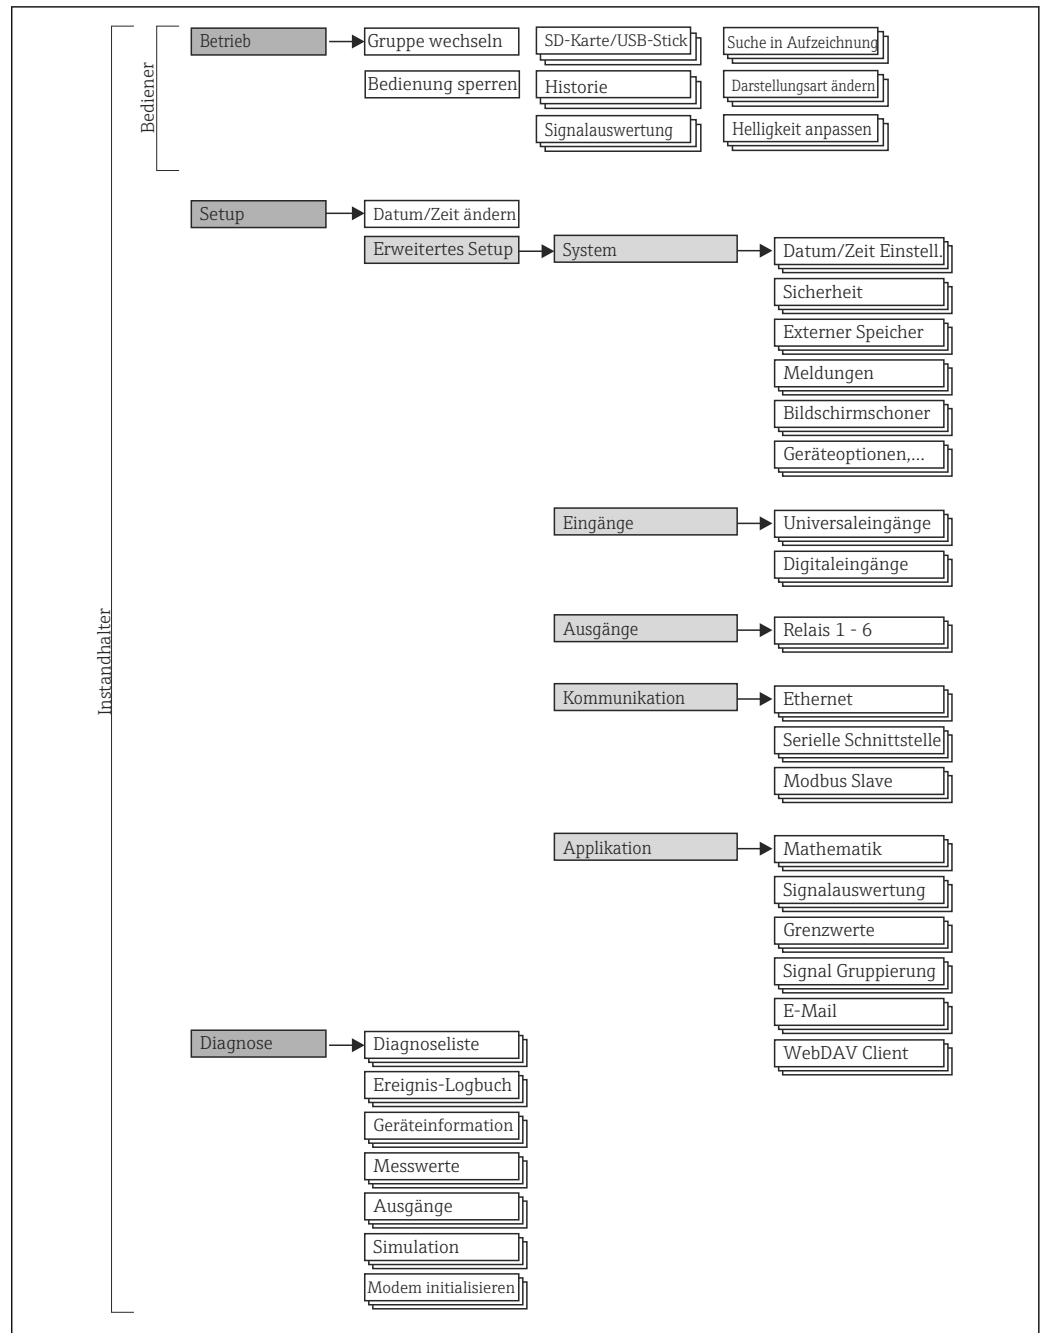 Instandhalter
Bediener
Betrieb
Gruppe wechseln
SD-Karte/USB-Stick
Suche in Aufzeichnung
Bedienung sperren
Historie
Darstellungsart ändern
Signalauswertung
Helligkeit anpassen
Setup
Datum/Zeit ändern
Erweitertes Setup
System
Datum/Zeit Einstell.
Sicherheit
Externer Speicher
Meldungen
Bildschirmschoner
Geräteoptionen,...
Eingänge
Universaleingänge
Digitaleingänge
Ausgänge
Relais 1 - 6
Kommunikation
Ethernet
Serielle Schnittstelle
Modbus Slave
Applikation
Mathematik
Signalauswertung
Grenzwerte
Signal Gruppierung
E-Mail
WebDAV Client
Diagnose
Diagnoseliste
Ereignis-Logbuch
Geräteinformation
Messwerte
Ausgänge
Simulation
Modem initialisieren